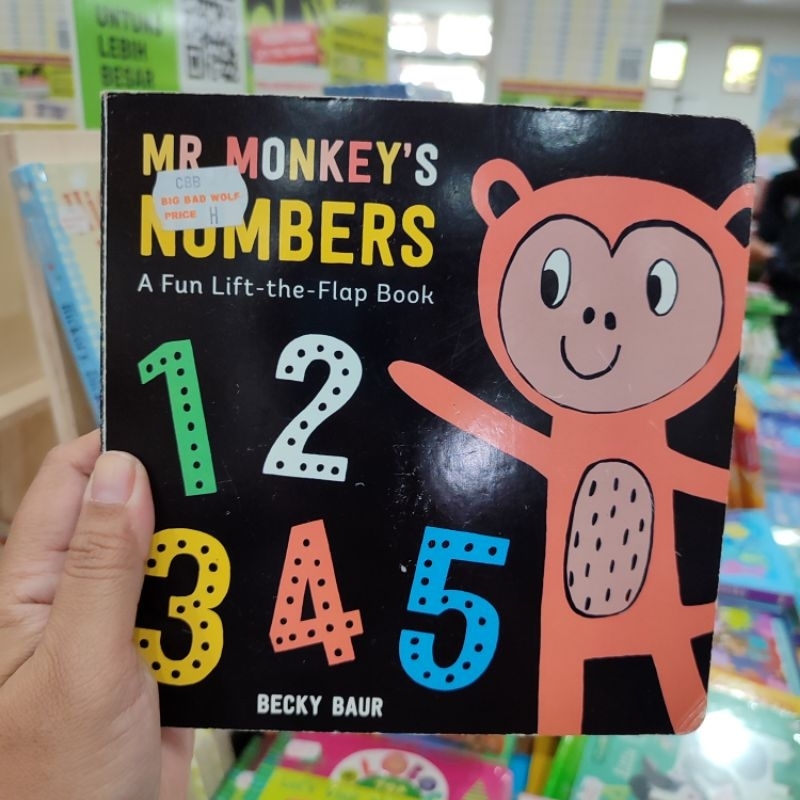 UNTUK
LEBIH
BESAR
MR MONKEY'S
CBB
BIG BAD WOLF
PRICE H
NUMBERS
A Fun Lift-the-Flap Book
1 2
3 4 5
BECKY BAUR